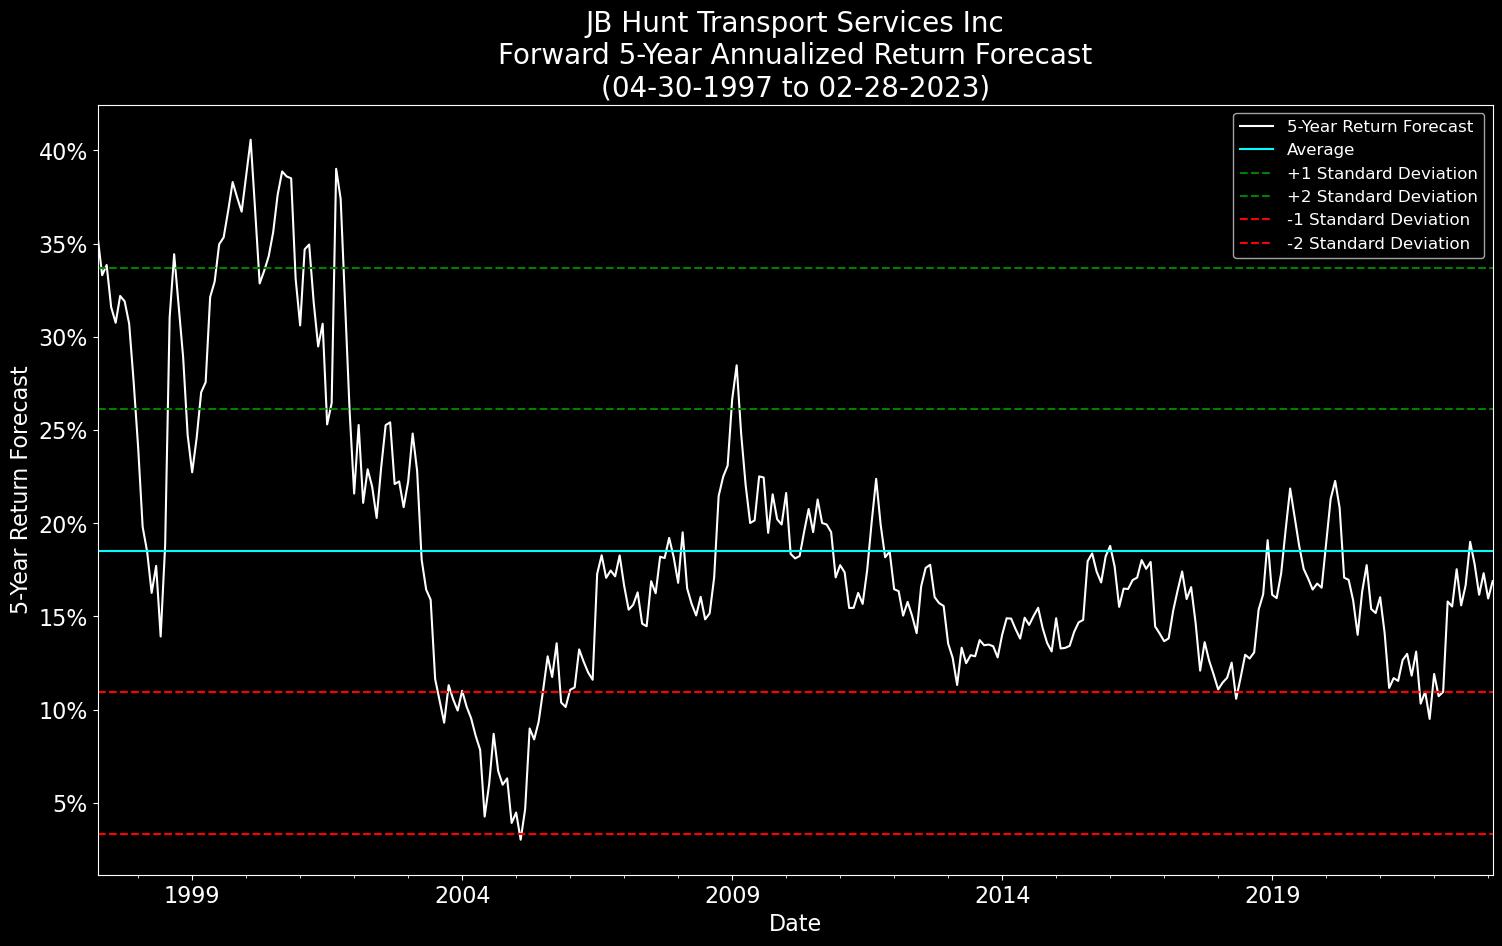 JB Hunt Transport Services Inc
Forward 5-Year Annualized Return Forecast
(04-30-1997 to 02-28-2023)
5-Year Return Forecast
Average
+1 Standard Deviation
+2 Standard Deviation
-1 Standard Deviation
-2 Standard Deviation
5-Year Return Forecast
40%
35%
30%
25%
20%
15%
10%
5%
1999
2004
2009
2014
2019
Date